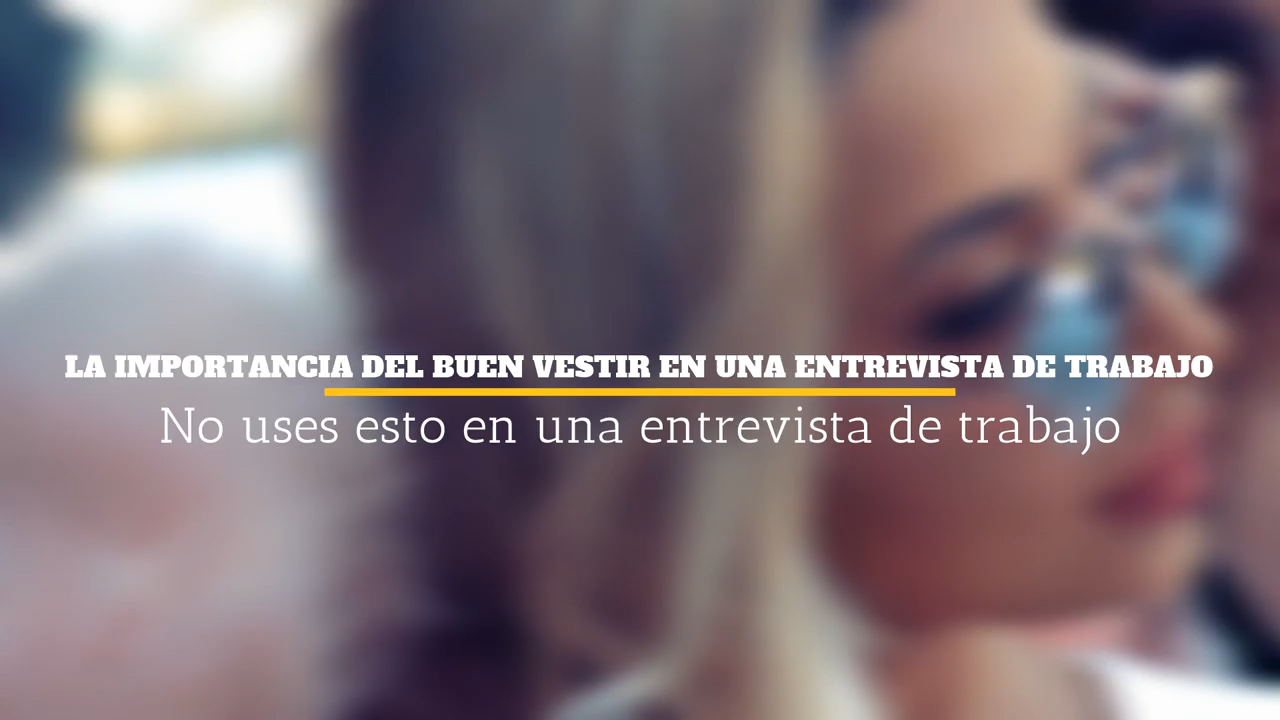 LA IMPORTANCIA DEL BUEN VESTIR EN UNA ENTREVISTA DE TRABAJO
No uses esto en una entrevista de trabajo